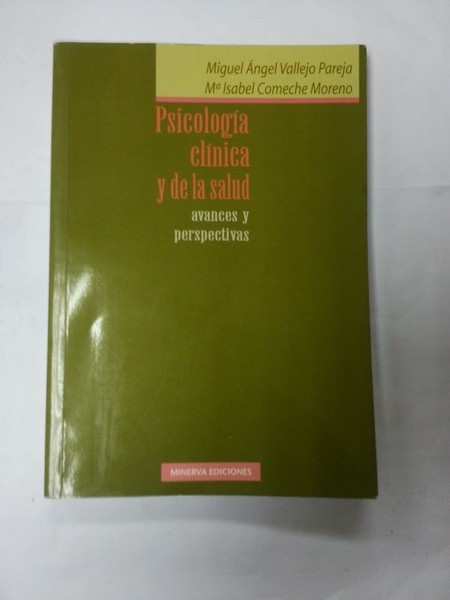 Miguel Ángel Vallejo Pareja
Mª Isabel Comeche Moreno
Psicología
clínica
y de la salud
avances y
perspectivas
MINERVA EDICIONES